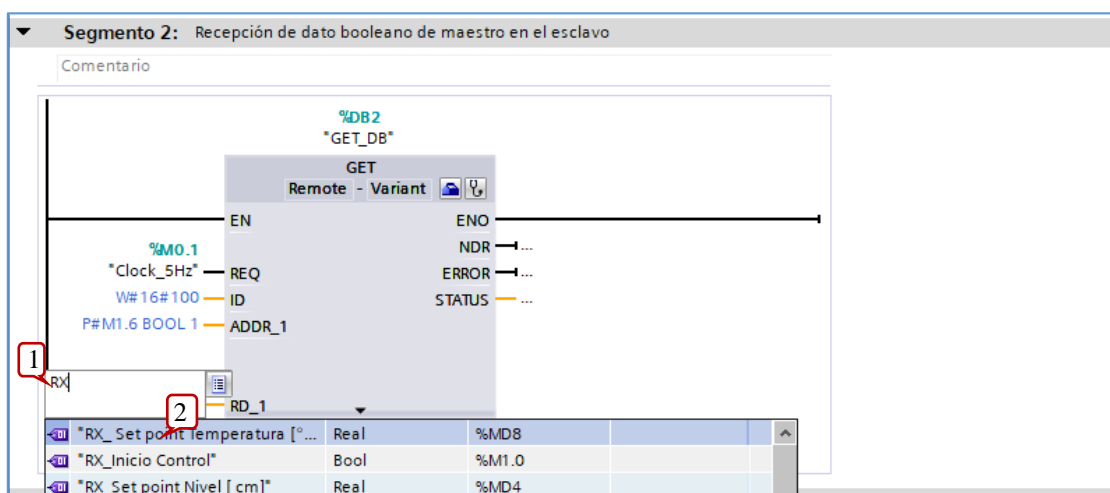 Segmento 2: Recepción de dato booleano de maestro en el esclavo
Comentario
%DB2
"GET_DB"
GET
Remote - Variant
EN ENO
%M0.1 NDR ...
"Clock_5Hz" REQ ERROR ...
W#16#100 ID STATUS ...
P#M1.6 BOOL 1 ADDR_1
1
RX
2
RD_1
"RX_ Set point Temperatura [°... Real %MD8
"RX_Inicio Control" Bool %M1.0
"RX_Set point Nivel [ cm]" Real %MD4